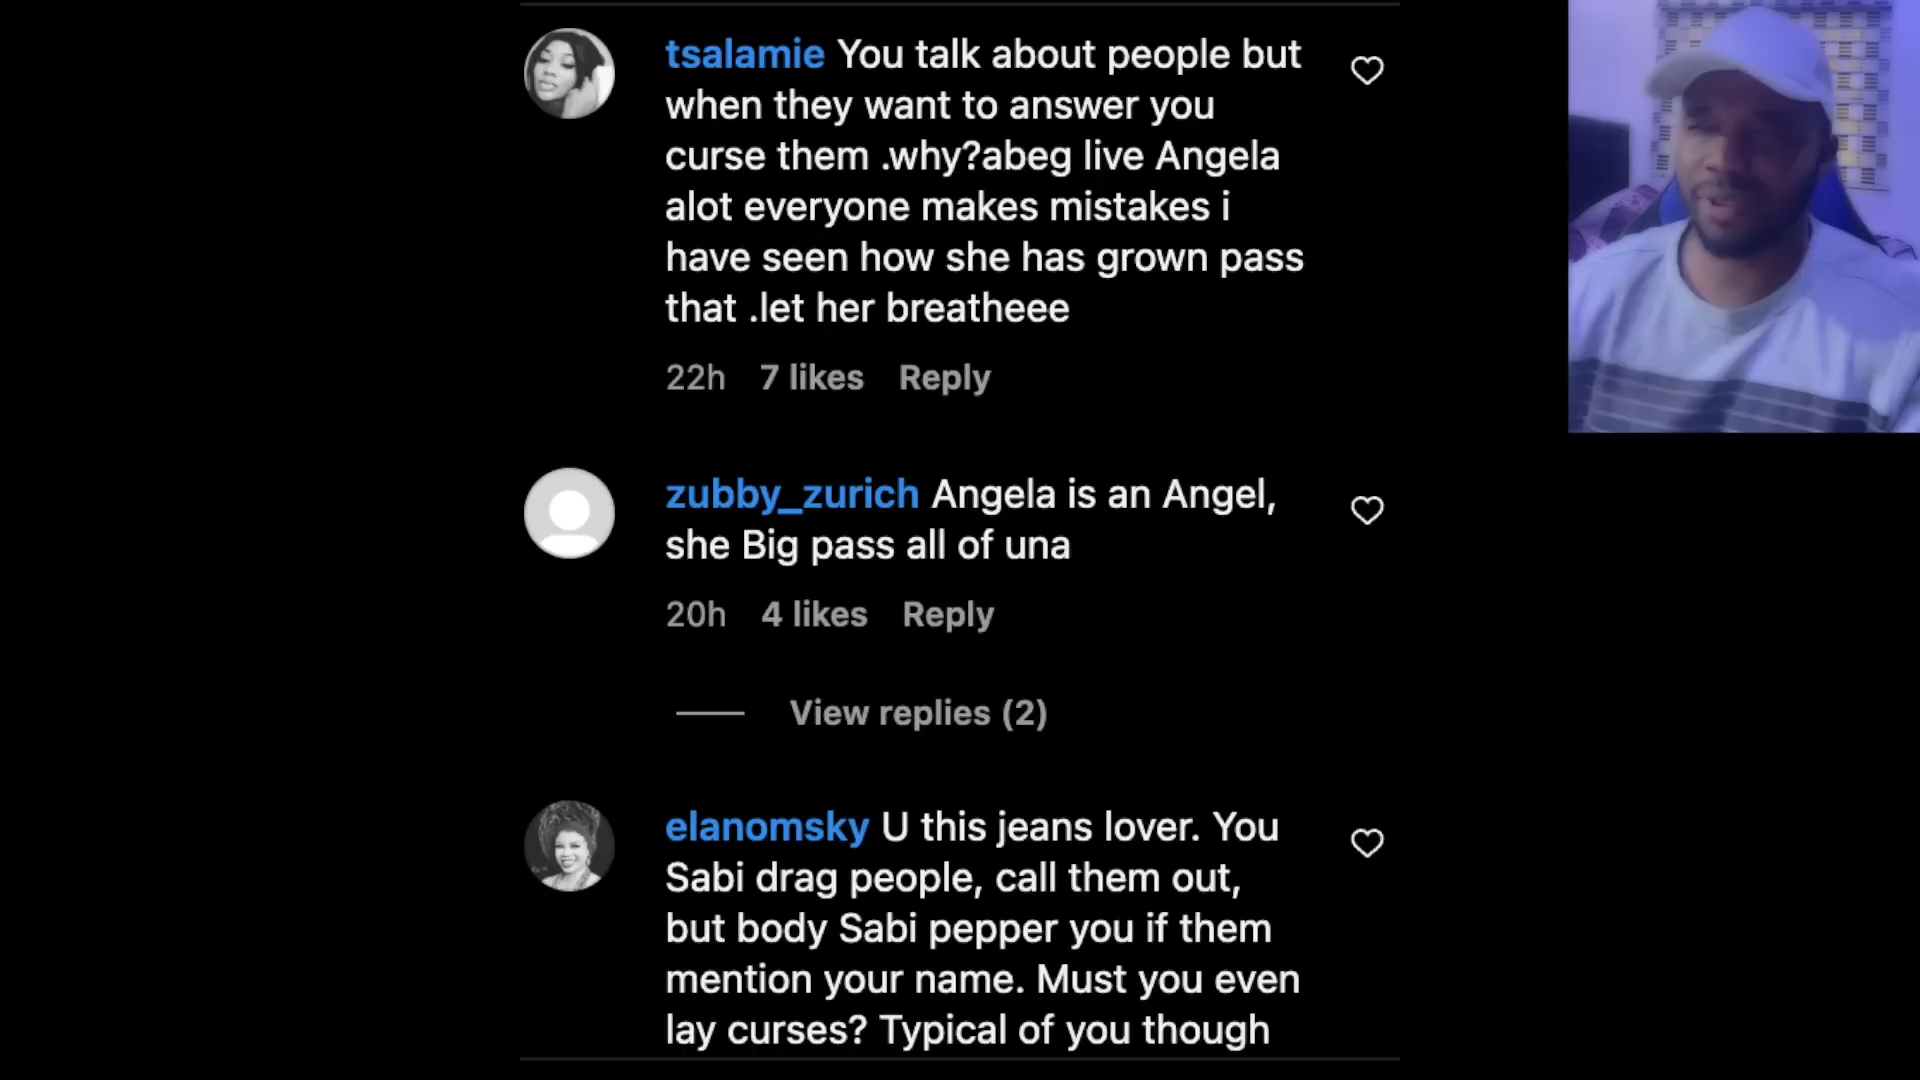 tsalamie You talk about people but
when they want to answer you
curse them .why?abeg live Angela
alot everyone makes mistakes i
have seen how she has grown pass
that .let her breatheee
22h 7 likes Reply
zubby_zurich Angela is an Angel,
she Big pass all of una
20h 4 likes Reply
View replies (2)
elanomsky U this jeans lover. You
Sabi drag people, call them out,
but body Sabi pepper you if them
mention your name. Must you even
lay curses? Typical of you though